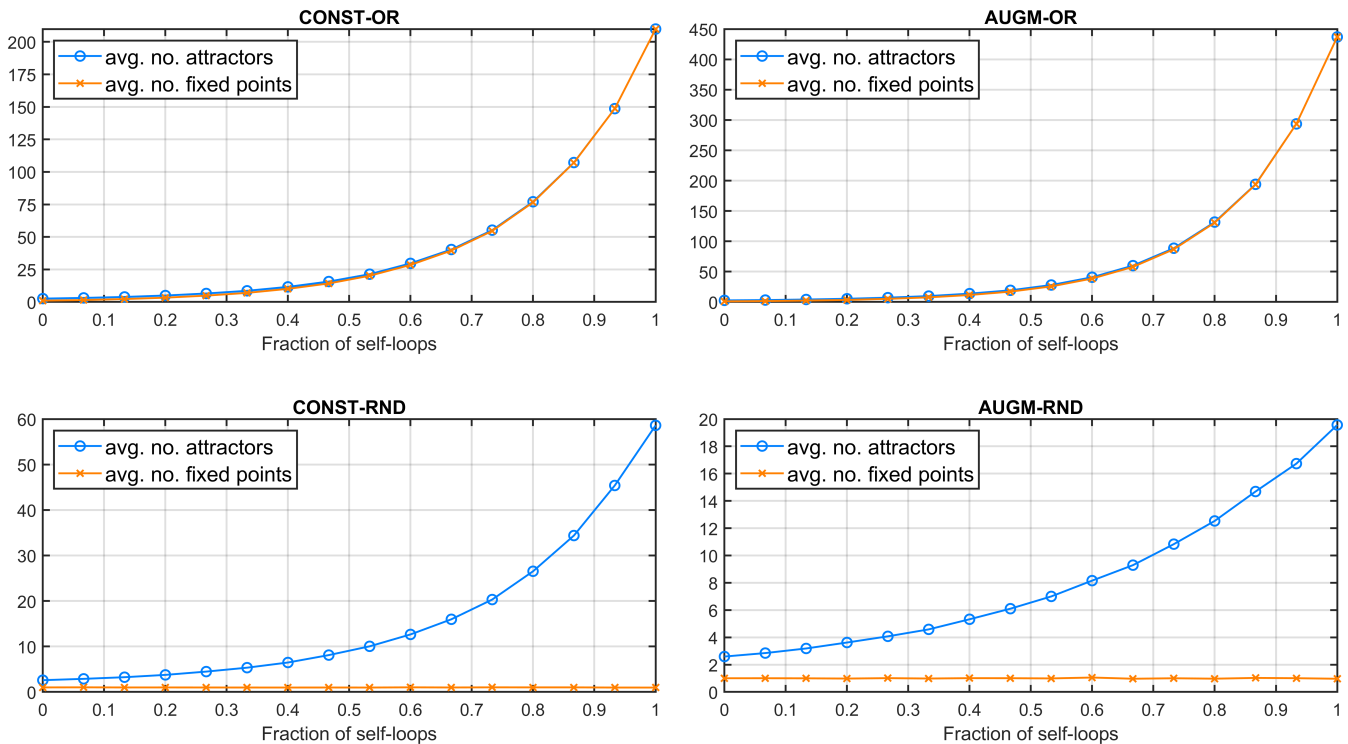 CONST-OR
avg. no. attractors
avg. no. fixed points
200
175
150
125
100
75
50
25
0
0 0.1 0.2 0.3 0.4 0.5 0.6 0.7 0.8 0.9 1
Fraction of self-loops
AUGM-OR
avg. no. attractors
avg. no. fixed points
450
400
350
300
250
200
150
100
50
0
0 0.1 0.2 0.3 0.4 0.5 0.6 0.7 0.8 0.9 1
Fraction of self-loops
CONST-RND
avg. no. attractors
avg. no. fixed points
60
50
40
30
20
10
0
0 0.1 0.2 0.3 0.4 0.5 0.6 0.7 0.8 0.9 1
Fraction of self-loops
AUGM-RND
avg. no. attractors
avg. no. fixed points
20
18
16
14
12
10
8
6
4
2
0
0 0.1 0.2 0.3 0.4 0.5 0.6 0.7 0.8 0.9 1
Fraction of self-loops